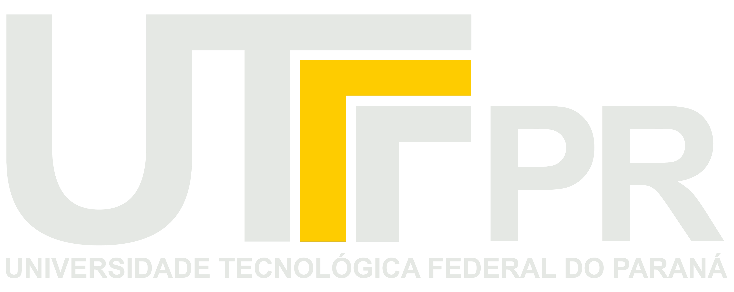 UTFPR
UNIVERSIDADE TECNOLÓGICA FEDERAL DO PARANÁ